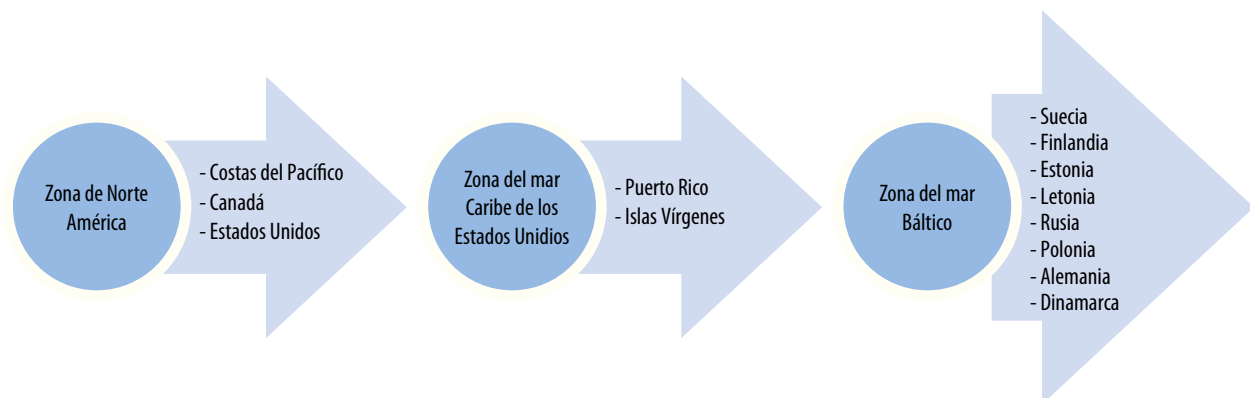 Zona de Norte
América
- Costas del Pacífico
- Canadá
- Estados Unidos
Zona del mar
Caribe de los
Estados Unidios
- Puerto Rico
- Islas Vírgenes
Zona del mar
Báltico
- Suecia
- Finlandia
- Estonia
- Letonia
- Rusia
- Polonia
- Alemania
- Dinamarca